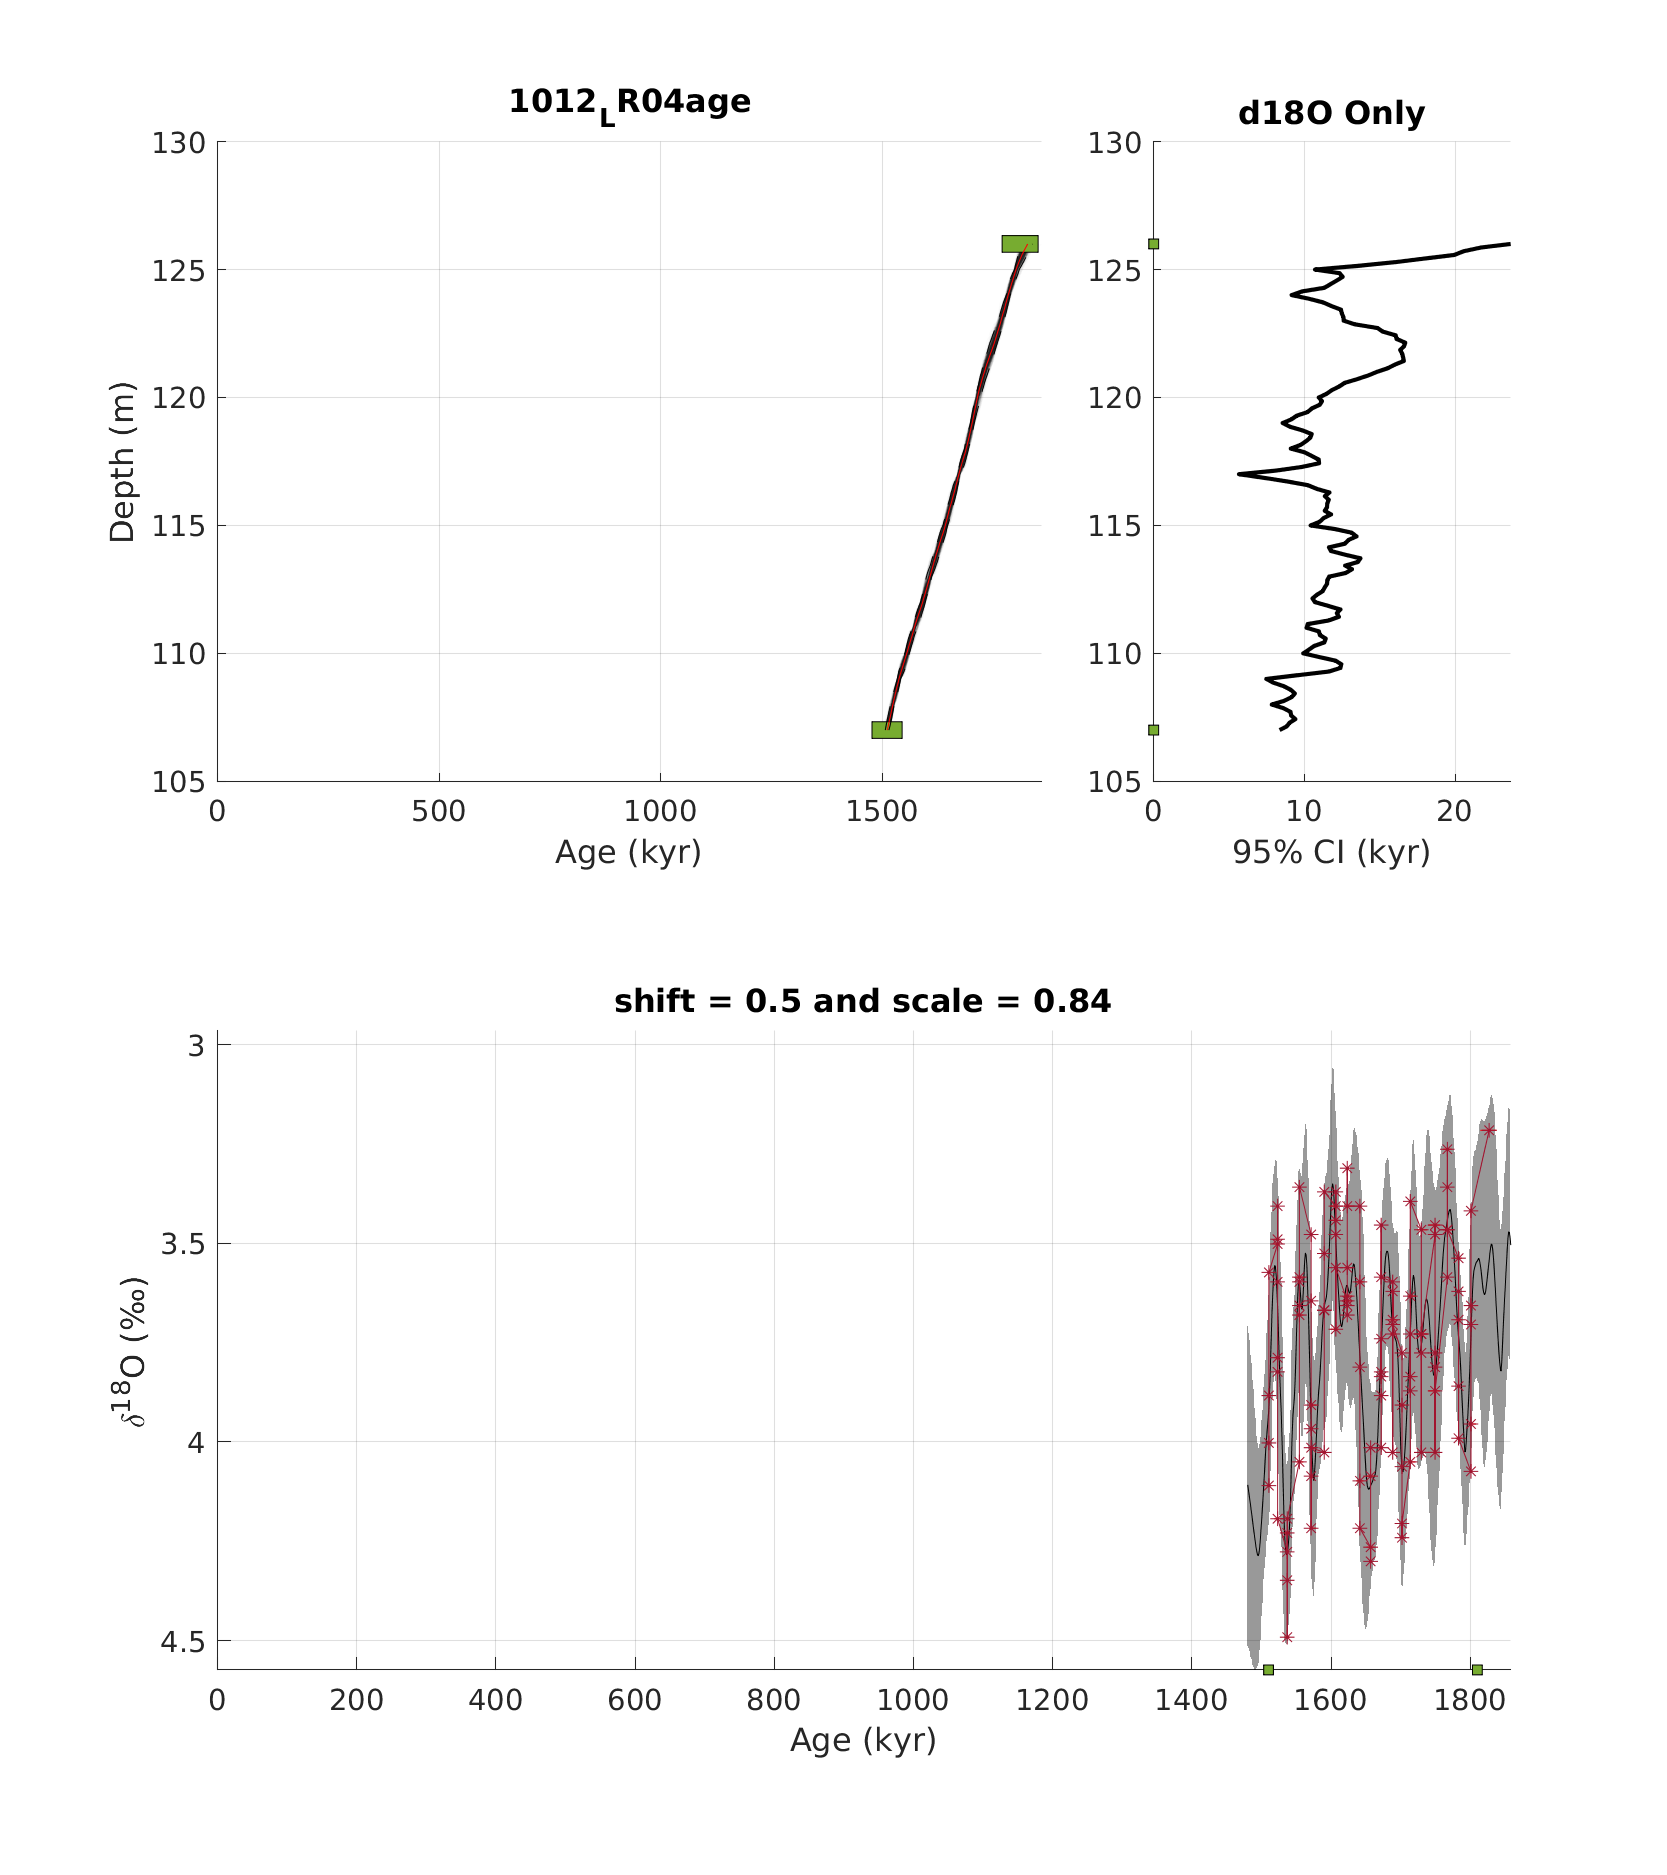 1012LR04age
130
125
120
115
110
105
Depth (m)
0 500 1000 1500
Age (kyr)
d18O Only
130
125
120
115
110
105
0 10 20
95% CI (kyr)
shift = 0.5 and scale = 0.84
3
3.5
4
4.5
δ18O (‰)
0 200 400 600 800 1000 1200 1400 1600 1800
Age (kyr)